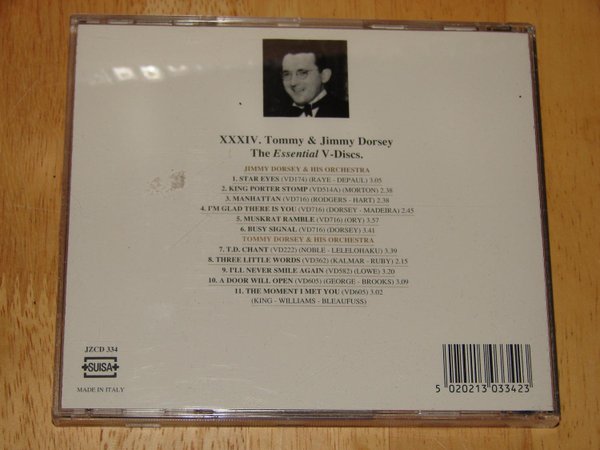 XXXIV. Tommy & Jimmy Dorsey
The Essential V-Discs.
JIMMY DORSEY & HIS ORCHESTRA
1. STAR EYES (VD174) (RAYE - DEPAUL) 3.05
2. KING PORTER STOMP (VD514A) (MORTON) 2.38
3. MANHATTAN (VD716) (RODGERS - HART) 2.38
4. I'M GLAD THERE IS YOU (VD716) (DORSEY - MADEIRA) 2.45
5. MUSKRAT RAMBLE (VD716) (ORY) 3.57
6. BUSY SIGNAL (VD716) (DORSEY) 3.41
TOMMY DORSEY & HIS ORCHESTRA
7. T.D. CHANT (VD222) (NOBLE - LELELOHAKU) 3.39
8. THREE LITTLE WORDS (VD362) (KALMAR - RUBY) 2.15
9. I'LL NEVER SMILE AGAIN (VD582) (LOWE) 3.20
10. A DOOR WILL OPEN (VD605) (GEORGE - BROOKS) 3.09
11. THE MOMENT I MET YOU (VD605) 3.02
(KING - WILLIAMS - BLEAUFUSS)
JZCD 334
SUISA
MADE IN ITALY
5 020213 033423